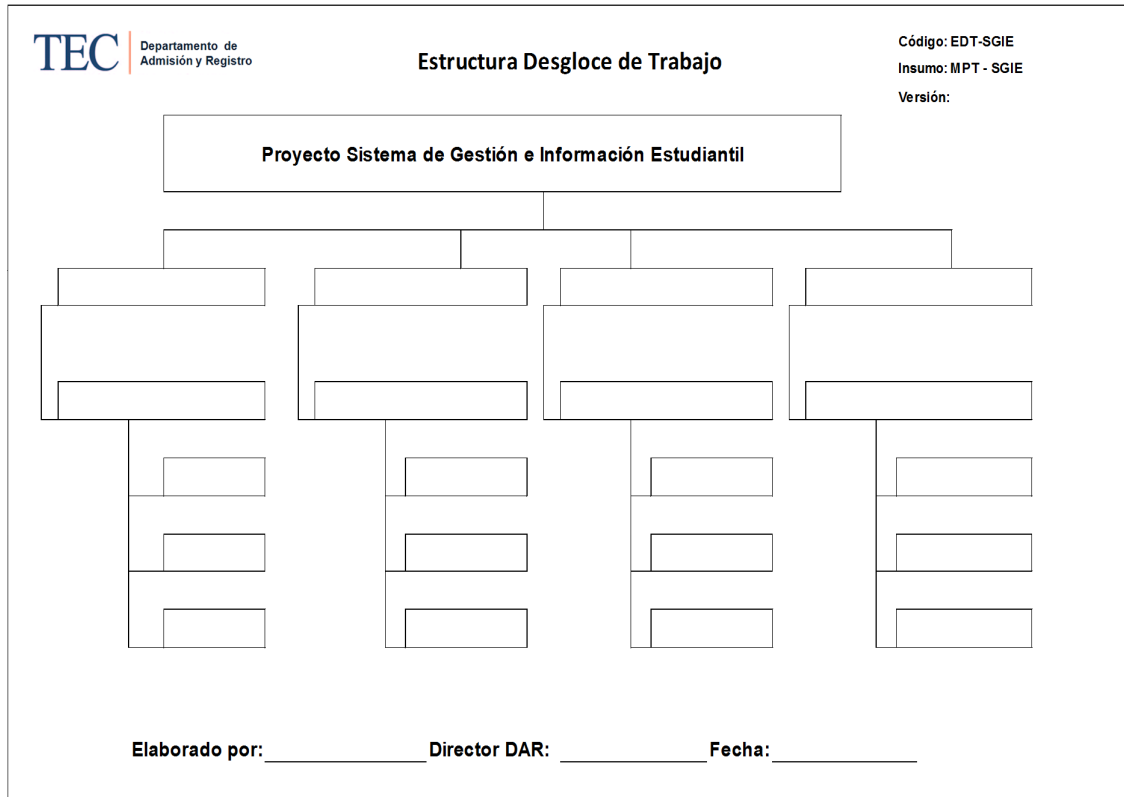 TEC
Departamento de
Admisión y Registro
Estructura Desgloce de Trabajo
Código: EDT-SGIE
Insumo: MPT - SGIE
Versión:
Proyecto Sistema de Gestión e Información Estudiantil
Elaborado por: Director DAR: Fecha: